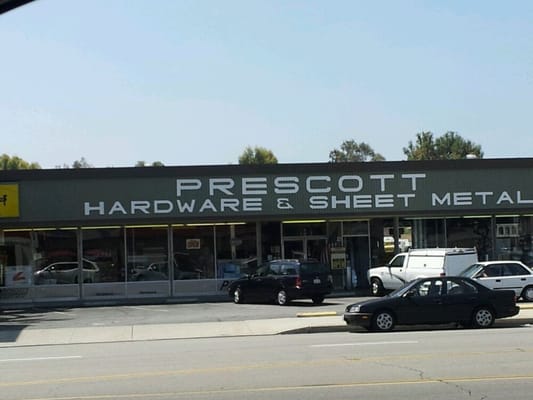 PRESCOTT
HARDWARE & SHEET METAL